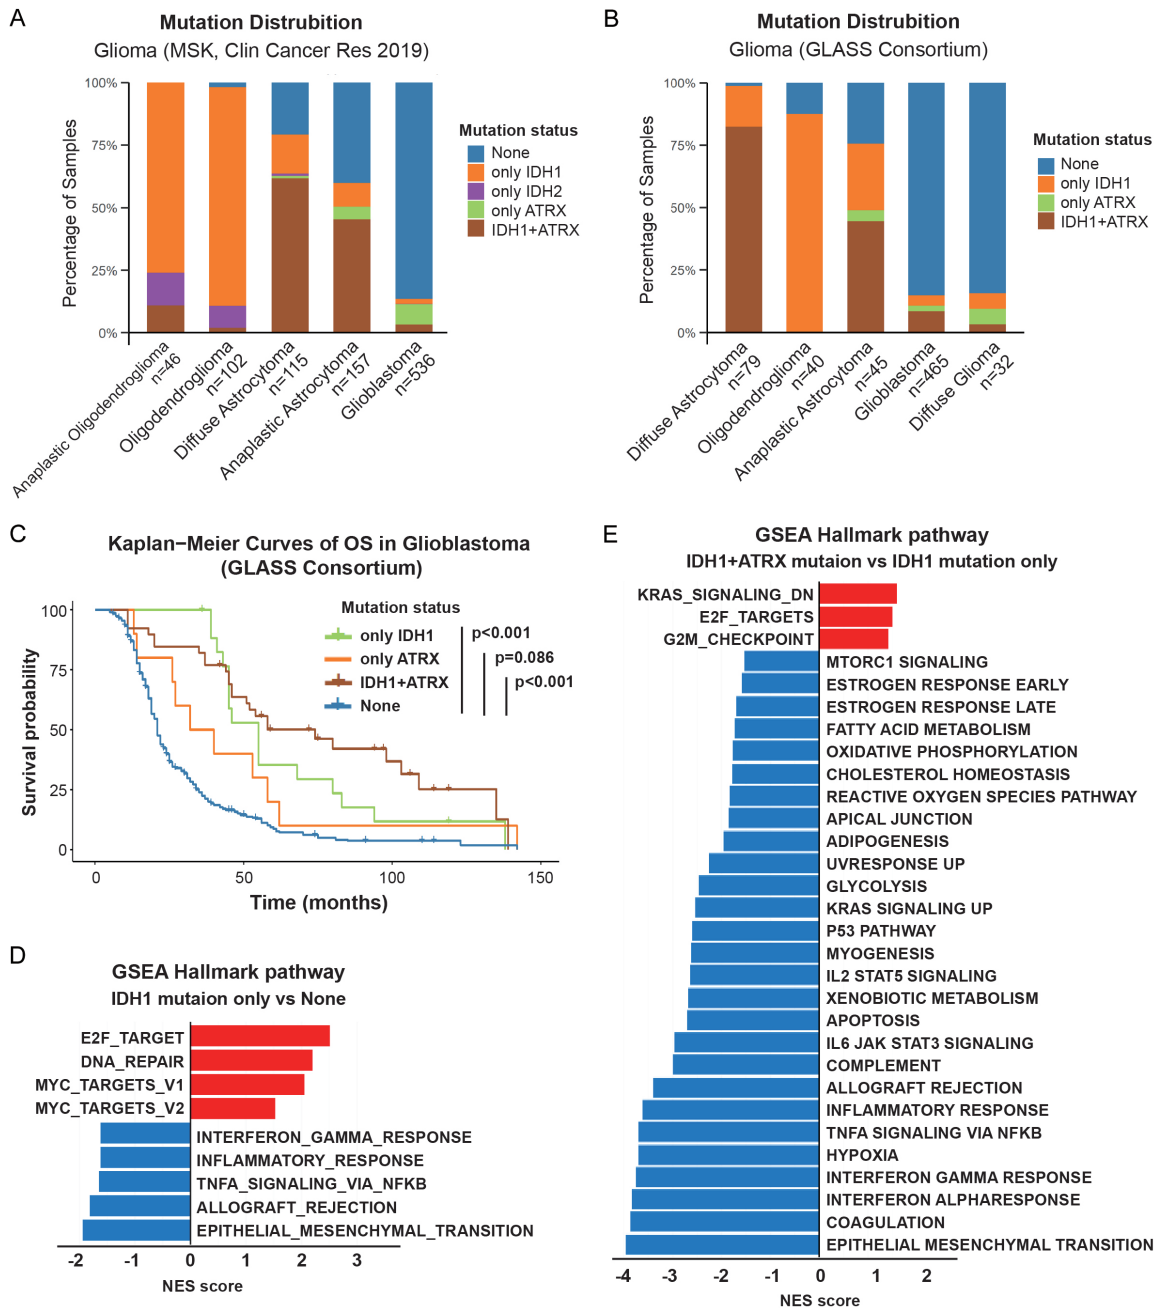 A
Mutation Distrubition
Glioma (MSK, Clin Cancer Res 2019)
Percentage of Samples
100%
75%
50%
25%
0%
Anaplastic Oligodendroglioma
n=46
Oligodendroglioma
n=102
Diffuse Astrocytoma
n=115
Anaplastic Astrocytoma
n=157
Glioblastoma
n=536
Mutation status
None
only IDH1
only IDH2
only ATRX
IDH1+ATRX
B
Mutation Distrubition
Glioma (GLASS Consortium)
Percentage of Samples
100%
75%
50%
25%
0%
Diffuse Astrocytoma
n=79
Oligodendroglioma
n=40
Anaplastic Astrocytoma
n=45
Glioblastoma
n=465
Diffuse Glioma
n=32
Mutation status
None
only IDH1
only ATRX
IDH1+ATRX
C
Kaplan−Meier Curves of OS in Glioblastoma
(GLASS Consortium)
Survival probability
100
75
50
25
0
0
50
100
150
Time (months)
Mutation status
only IDH1
only ATRX
IDH1+ATRX
None
p<0.001
p=0.086
p<0.001
D
GSEA Hallmark pathway
IDH1 mutaion only vs None
E2F_TARGET
DNA_REPAIR
MYC_TARGETS_V1
MYC_TARGETS_V2
INTERFERON_GAMMA_RESPONSE
INFLAMMATORY_RESPONSE
TNFA_SIGNALING_VIA_NFKB
ALLOGRAFT_REJECTION
EPITHELIAL_MESENCHYMAL_TRANSITION
-2
-1
0
1
2
3
NES score
E
GSEA Hallmark pathway
IDH1+ATRX mutaion vs IDH1 mutation only
KRAS_SIGNALING_DN
E2F_TARGETS
G2M_CHECKPOINT
MTORC1 SIGNALING
ESTROGEN RESPONSE EARLY
ESTROGEN RESPONSE LATE
FATTY ACID METABOLISM
OXIDATIVE PHOSPHORYLATION
CHOLESTEROL HOMEOSTASIS
REACTIVE OXYGEN SPECIES PATHWAY
APICAL JUNCTION
ADIPOGENESIS
UVRESPONSE UP
GLYCOLYSIS
KRAS SIGNALING UP
P53 PATHWAY
MYOGENESIS
IL2 STAT5 SIGNALING
XENOBIOTIC METABOLISM
APOPTOSIS
IL6 JAK STAT3 SIGNALING
COMPLEMENT
ALLOGRAFT REJECTION
INFLAMMATORY RESPONSE
TNFA SIGNALING VIA NFKB
HYPOXIA
INTERFERON GAMMA RESPONSE
INTERFERON ALPHARESPONSE
COAGULATION
EPITHELIAL MESENCHYMAL TRANSITION
-4
-3
-2
-1
0
1
2
NES score